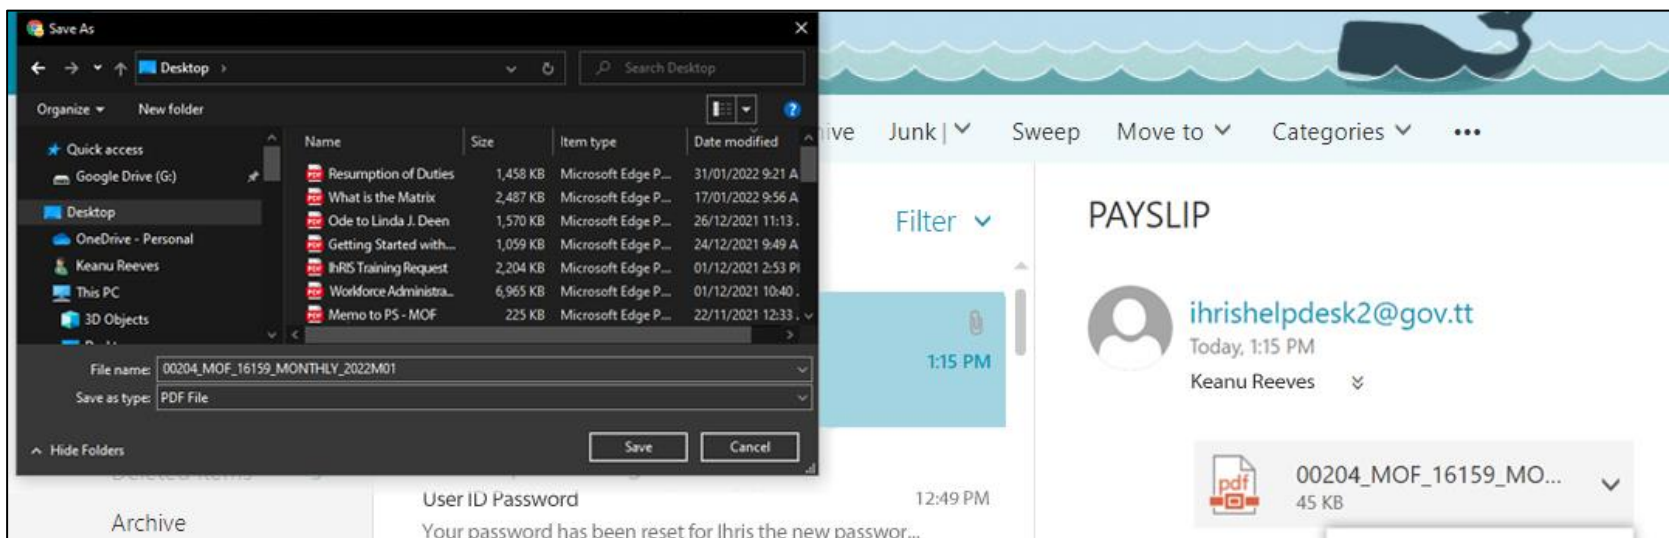 Save As
Desktop
Search Desktop
Organize
New folder
Name Size Item type Date modified
Quick access
Google Drive (G:)
Desktop
OneDrive - Personal
Keanu Reeves
This PC
3D Objects
Resumption of Duties 1,458 KB Microsoft Edge P... 31/01/2022 9:21 A
What is the Matrix 2,487 KB Microsoft Edge P... 17/01/2022 9:56 A
Ode to Linda J. Deen 1,570 KB Microsoft Edge P... 26/12/2021 11:13 .
Getting Started with... 1,059 KB Microsoft Edge P... 24/12/2021 9:49 A
IhRIS Training Request 2,204 KB Microsoft Edge P... 01/12/2021 2:53 PI
Workforce Administra... 6,965 KB Microsoft Edge P... 01/12/2021 10:40 .
Memo to PS - MOF 225 KB Microsoft Edge P... 22/11/2021 12:33 .
File name: 00204_MOF_16159_MONTHLY_2022M01
Save as type: PDF File
Hide Folders
Save
Cancel
Deleted Items
Archive
ive Junk | Sweep Move to Categories ...
Filter
1:15 PM
User ID Password 12:49 PM
Your password has been reset for Ihris the new passwor...
PAYSLIP
ihrishelpdesk2@gov.tt
Today, 1:15 PM
Keanu Reeves
pdf
00204_MOF_16159_MO...
45 KB